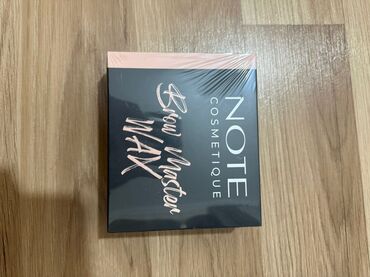 NOTE
COSMETIQUE
Brow Master
WAX